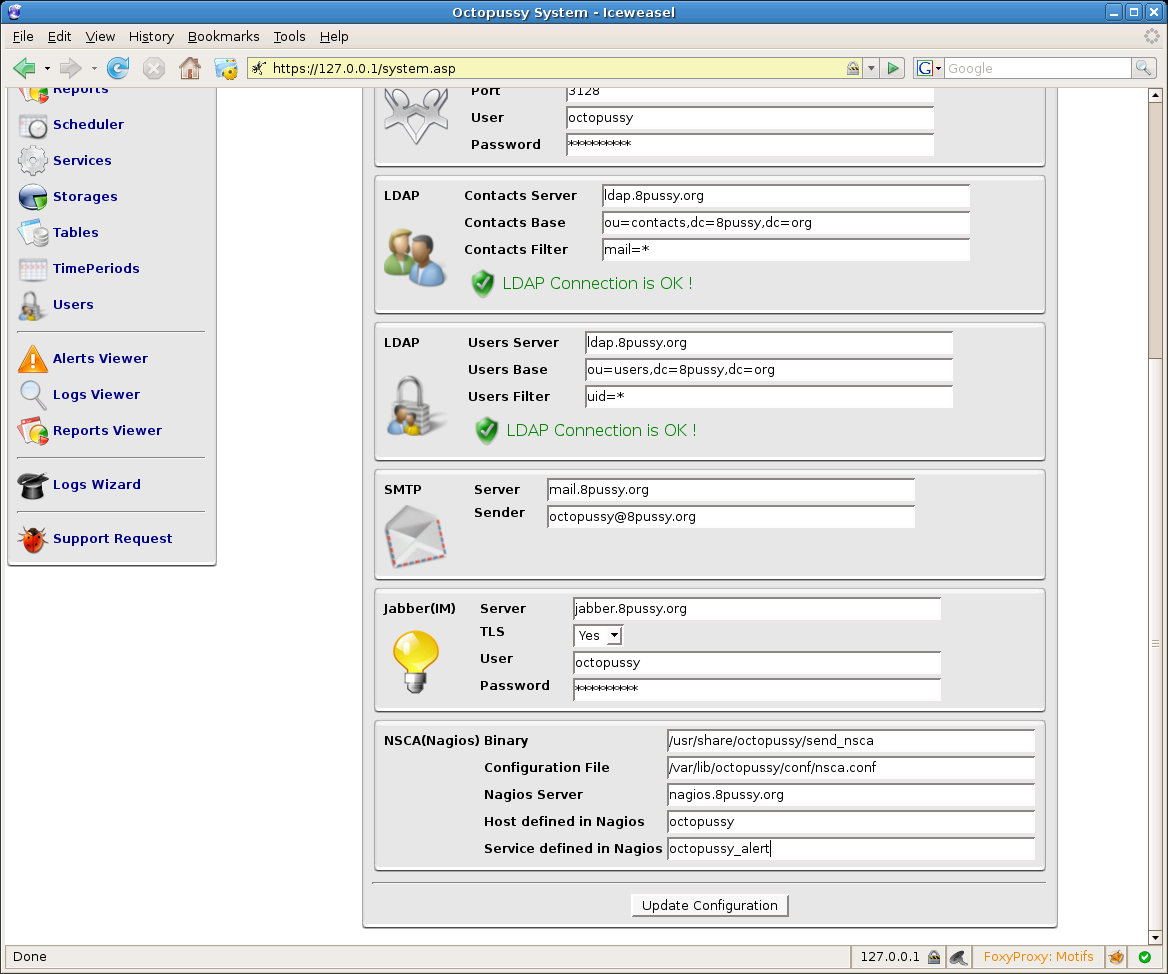 Octopussy System - Iceweasel
File Edit View History Bookmarks Tools Help
https://127.0.0.1/system.asp
G Google
Reports
Scheduler
Services
Storages
Tables
TimePeriods
Users
Alerts Viewer
Logs Viewer
Reports Viewer
Logs Wizard
Support Request
Port 3128
User octopussy
Password *********
LDAP Contacts Server ldap.8pussy.org
Contacts Base ou=contacts,dc=8pussy,dc=org
Contacts Filter mail=*
LDAP Connection is OK !
LDAP Users Server ldap.8pussy.org
Users Base ou=users,dc=8pussy,dc=org
Users Filter uid=*
LDAP Connection is OK !
SMTP Server mail.8pussy.org
Sender octopussy@8pussy.org
Jabber(IM) Server jabber.8pussy.org
TLS Yes
User octopussy
Password *********
NSCA(Nagios) Binary /usr/share/octopussy/send_nsca
Configuration File /var/lib/octopussy/conf/nsca.conf
Nagios Server nagios.8pussy.org
Host defined in Nagios octopussy
Service defined in Nagios octopussy_alert
Update Configuration
Done 127.0.0.1 FoxyProxy: Motifs